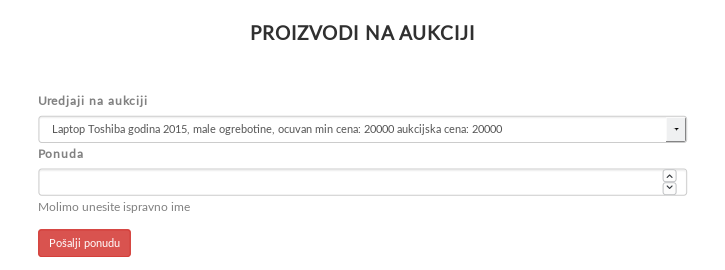 PROIZVODI NA AUKCIJI
Uredjaji na aukciji
Laptop Toshiba godina 2015, male ogrebotine, ocuvan min cena: 20000 aukcijska cena: 20000
Ponuda
Molimo unesite ispravno ime
Pošalji ponudu